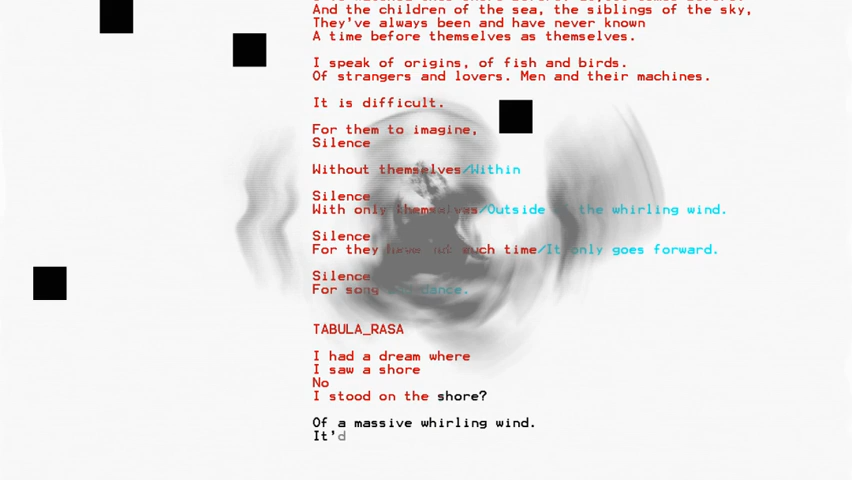 And the children of the sea, the siblings of the sky,
They've always been and have never known
A time before themselves as themselves.
I speak of origins, of fish and birds.
Of strangers and lovers. Men and their machines.
It is difficult.
For them to imagine,
Silence
Without themselves/Within
Silence
With only themselves/Outside the whirling wind.
Silence
For they have not such time/It only goes forward.
Silence
For song dance.
TABULA_RASA
I had a dream where
I saw a shore
No
I stood on the shore?
Of a massive whirling wind.
It'd